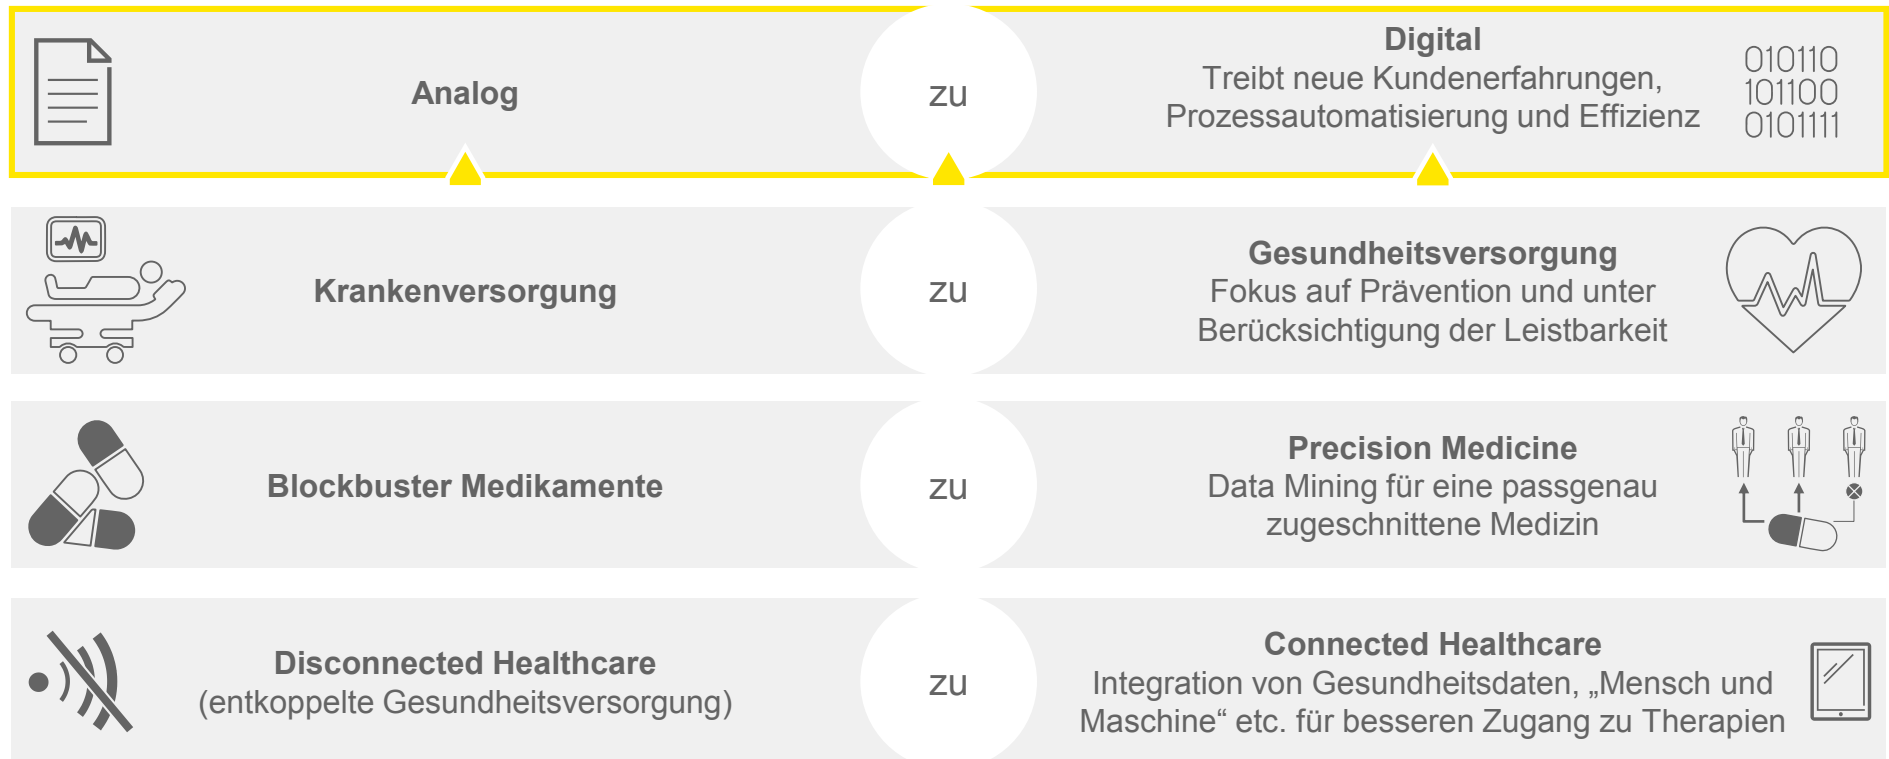 Analog
zu
Digital
Treibt neue Kundenerfahrungen,
Prozessautomatisierung und Effizienz
010110
101100
0101111
Krankenversorgung
zu
Gesundheitsversorgung
Fokus auf Prävention und unter
Berücksichtigung der Leistbarkeit
Blockbuster Medikamente
zu
Precision Medicine
Data Mining für eine passgenau
zugeschnittene Medizin
Disconnected Healthcare
(entkoppelte Gesundheitsversorgung)
zu
Connected Healthcare
Integration von Gesundheitsdaten, „Mensch und
Maschine“ etc. für besseren Zugang zu Therapien